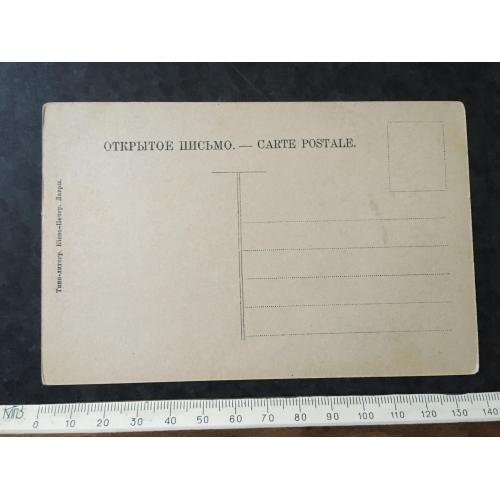 ОТКРЫТОЕ ПИСЬМО. — CARTE POSTALE.
Типо-литогр. Кіево-Печер. Лавры.
0 10 20 30 40 50 60 70 80 90 100 110 120 130 140